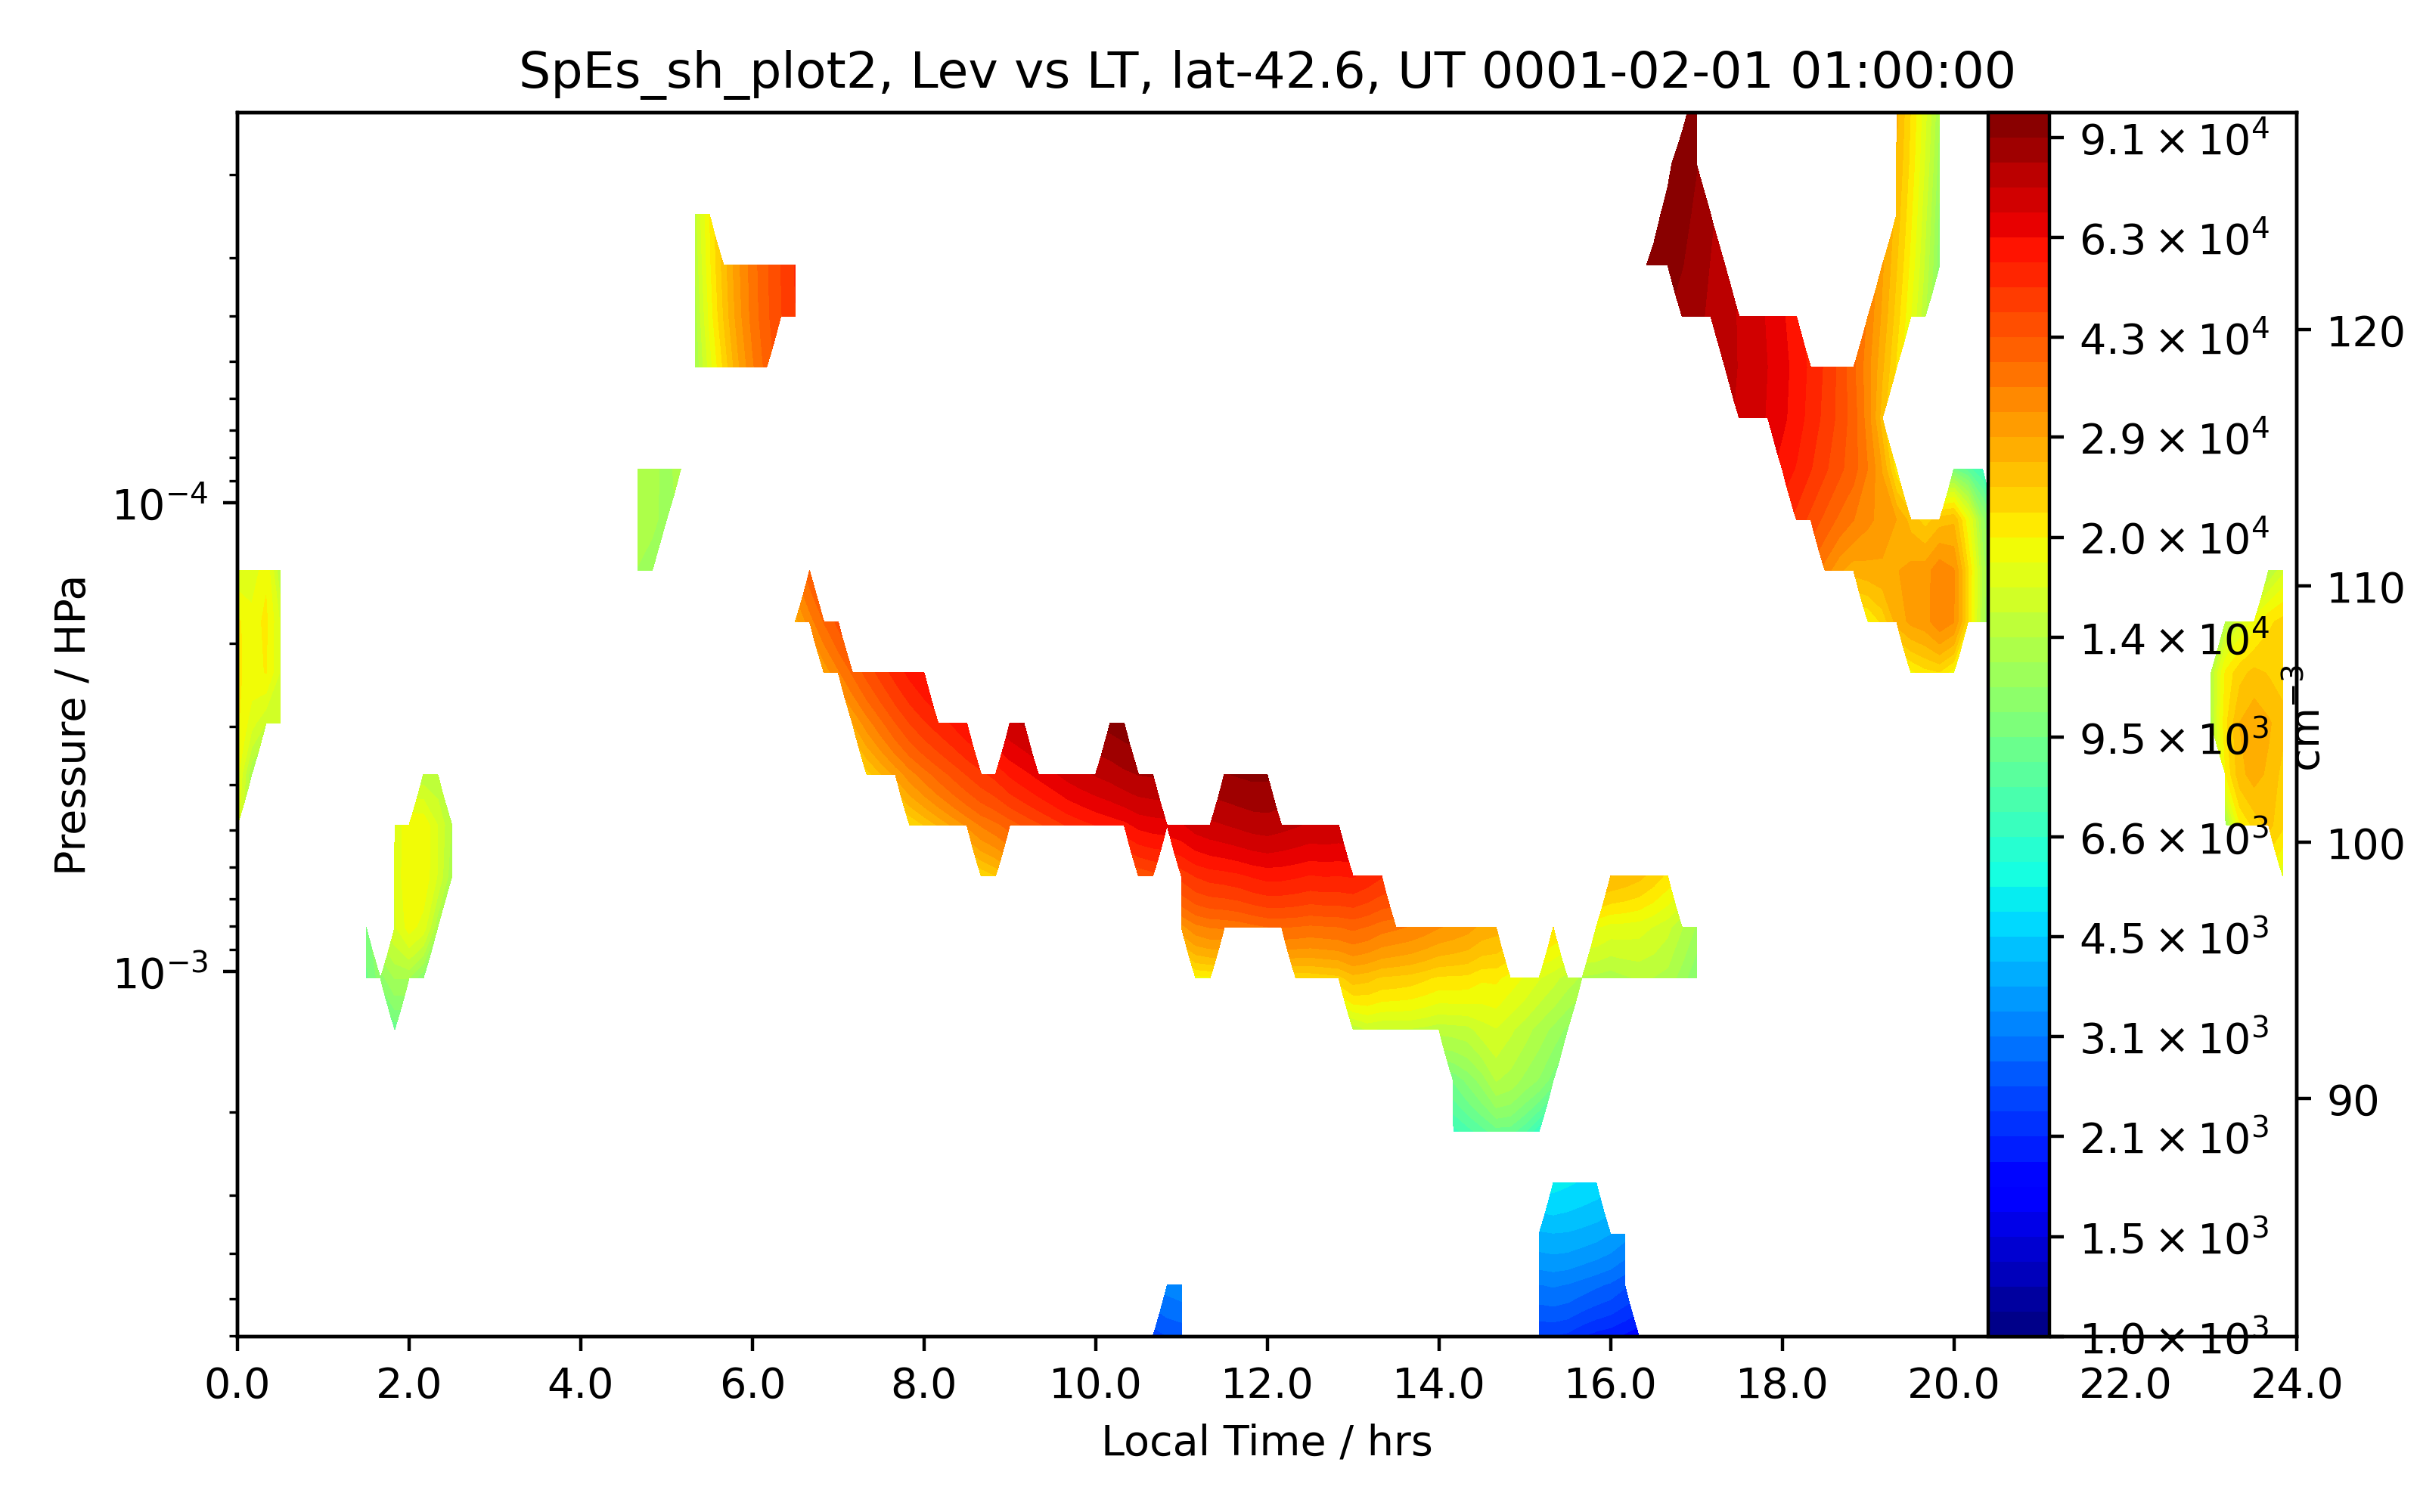 SpEs_sh_plot2, Lev vs LT, lat-42.6, UT 0001-02-01 01:00:00
Pressure / HPa
10⁻⁴
10⁻³
9.1 × 10⁴
6.3 × 10⁴
4.3 × 10⁴
2.9 × 10⁴
2.0 × 10⁴
1.4 × 10⁴
9.5 × 10³
6.6 × 10³
4.5 × 10³
3.1 × 10³
2.1 × 10³
1.5 × 10³
1.0 × 10³
cm⁻³
120
110
100
90
0.0 2.0 4.0 6.0 8.0 10.0 12.0 14.0 16.0 18.0 20.0 22.0 24.0
Local Time / hrs